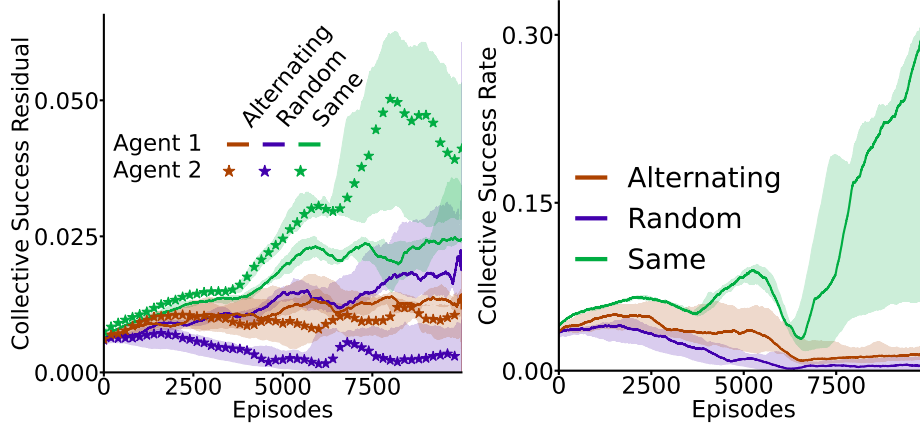 Collective Success Residual
0.050
0.025
0.000
0
2500
5000
7500
Episodes
Alternating
Random
Same
Agent 1
Agent 2
Collective Success Rate
0.30
0.15
0.00
0
2500
5000
7500
Episodes
Alternating
Random
Same